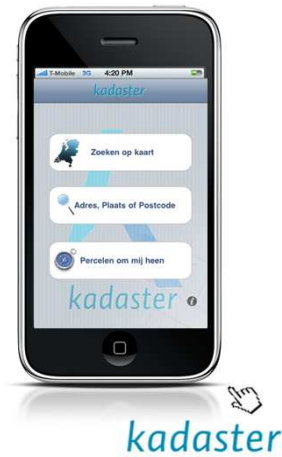 T-Mobile 3G 4:20 PM
kadaster
Zoeken op kaart
Adres, Plaats of Postcode
Percelen om mij heen
kadaster
kadaster